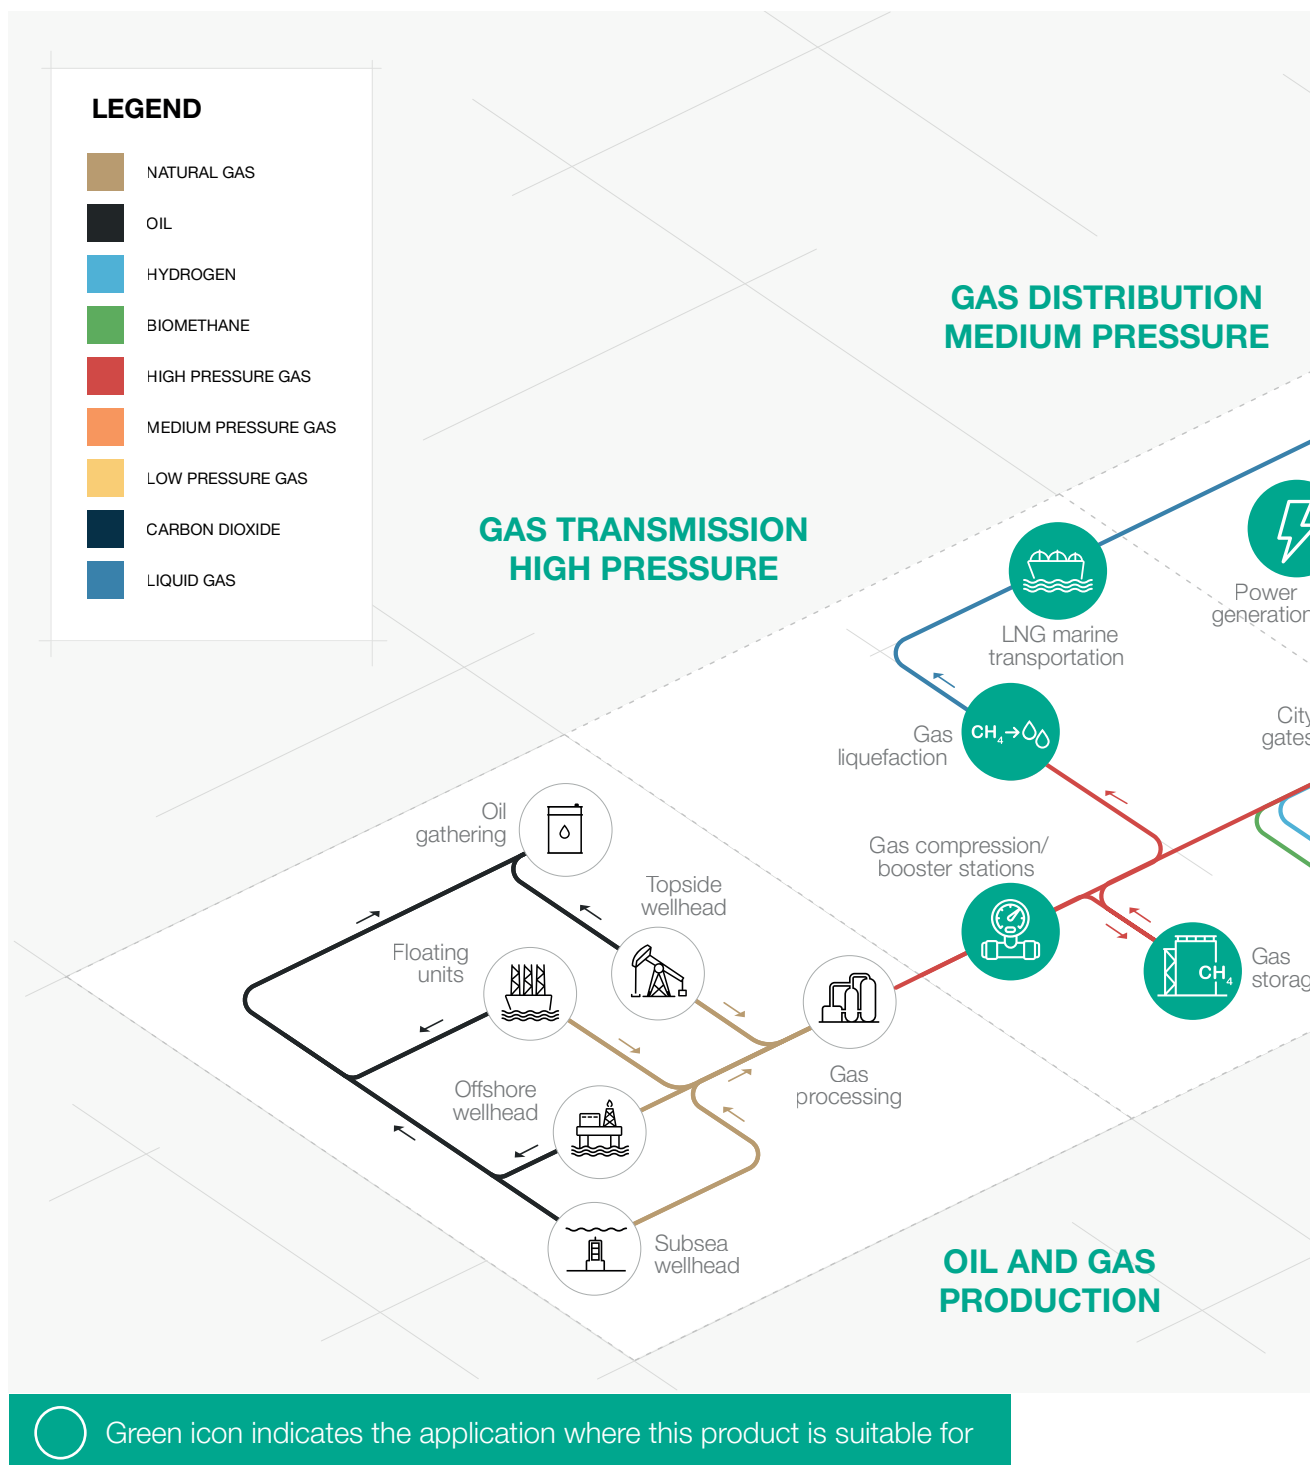 LEGEND
NATURAL GAS
OIL
HYDROGEN
BIOMETHANE
HIGH PRESSURE GAS
MEDIUM PRESSURE GAS
LOW PRESSURE GAS
CARBON DIOXIDE
LIQUID GAS
GAS DISTRIBUTION
MEDIUM PRESSURE
GAS TRANSMISSION
HIGH PRESSURE
Power
generation
LNG marine
transportation
City
gates
Gas
liquefaction
CH4→
Oil
gathering
Gas compression/
booster stations
Topside
wellhead
Floating
units
Gas
storag
CH4
Gas
processing
Offshore
wellhead
Subsea
wellhead
OIL AND GAS
PRODUCTION
Green icon indicates the application where this product is suitable for